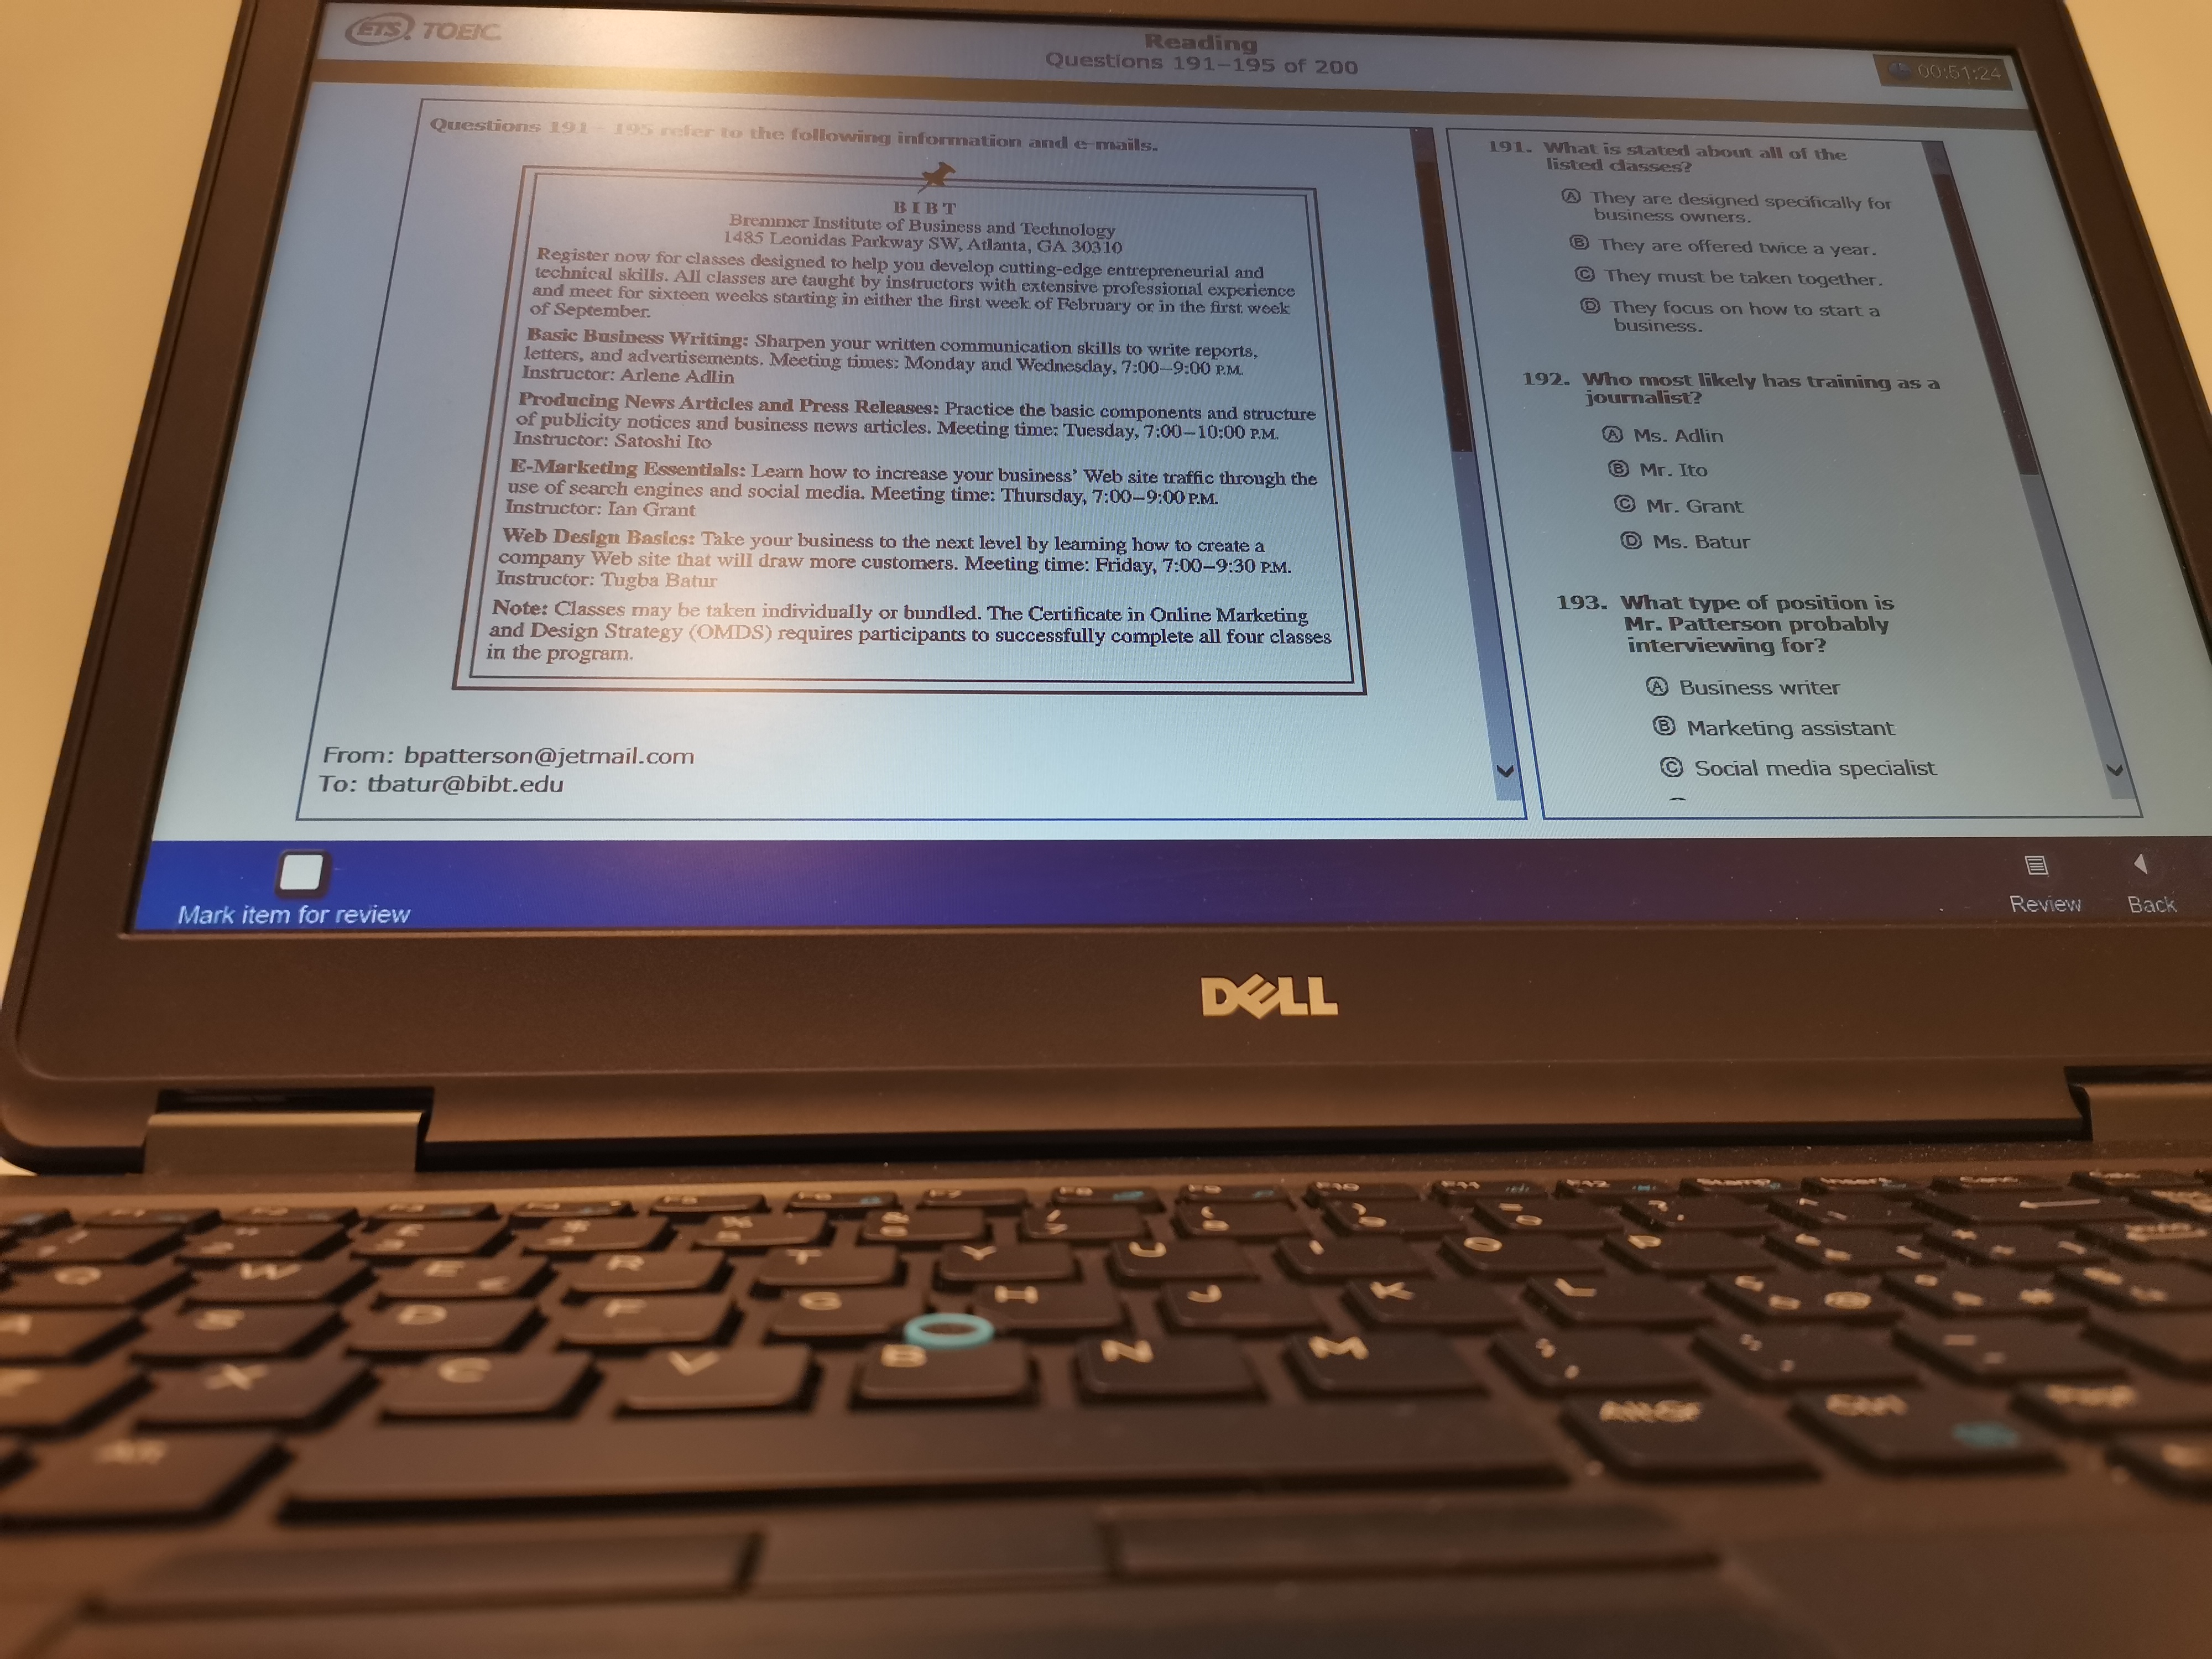 ETS TOEIC
Reading
Questions 191–195 of 200
00:51:24
Questions 191 - 195 refer to the following information and e-mails.
BIBT
Bremmer Institute of Business and Technology
1485 Leonidas Parkway SW, Atlanta, GA 30310
Register now for classes designed to help you develop cutting-edge entrepreneurial and
technical skills. All classes are taught by instructors with extensive professional experience
and meet for sixteen weeks starting in either the first week of February or in the first week
of September.
Basic Business Writing: Sharpen your written communication skills to write reports,
letters, and advertisements. Meeting times: Monday and Wednesday, 7:00–9:00 P.M.
Instructor: Arlene Adlin
Producing News Articles and Press Releases: Practice the basic components and structure
of publicity notices and business news articles. Meeting time: Tuesday, 7:00–10:00 P.M.
Instructor: Satoshi Ito
E-Marketing Essentials: Learn how to increase your business’ Web site traffic through the
use of search engines and social media. Meeting time: Thursday, 7:00–9:00 P.M.
Instructor: Ian Grant
Web Design Basics: Take your business to the next level by learning how to create a
company Web site that will draw more customers. Meeting time: Friday, 7:00–9:30 P.M.
Instructor: Tugba Batur
Note: Classes may be taken individually or bundled. The Certificate in Online Marketing
and Design Strategy (OMDS) requires participants to successfully complete all four classes
in the program.
From: bpatterson@jetmail.com
To: tbatur@bibt.edu
191. What is stated about all of the
listed classes?
A They are designed specifically for
business owners.
B They are offered twice a year.
C They must be taken together.
D They focus on how to start a
business.
192. Who most likely has training as a
journalist?
A Ms. Adlin
B Mr. Ito
C Mr. Grant
D Ms. Batur
193. What type of position is
Mr. Patterson probably
interviewing for?
A Business writer
B Marketing assistant
C Social media specialist
Mark item for review
Review
Back
DELL
F5 F6 F7 F8 F9 F10 F11 F12
Q W E R T Y U I O P
S D F G H J K L
X C V B N M
Alt Gr Ctrl